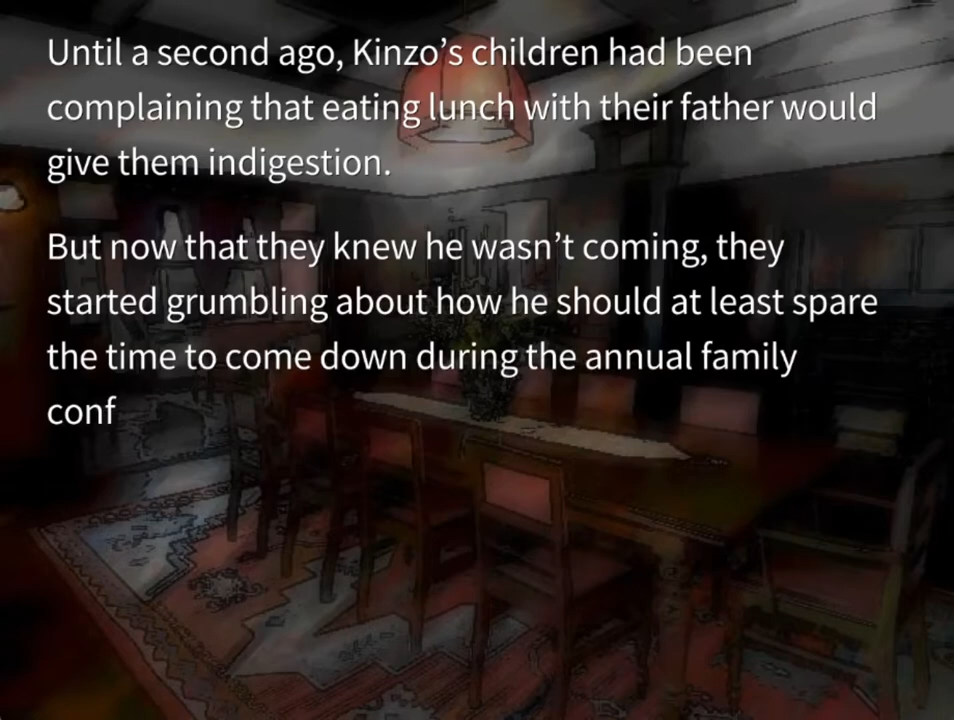 Until a second ago, Kinzo’s children had been
complaining that eating lunch with their father would
give them indigestion.
But now that they knew he wasn’t coming, they
started grumbling about how he should at least spare
the time to come down during the annual family
conf